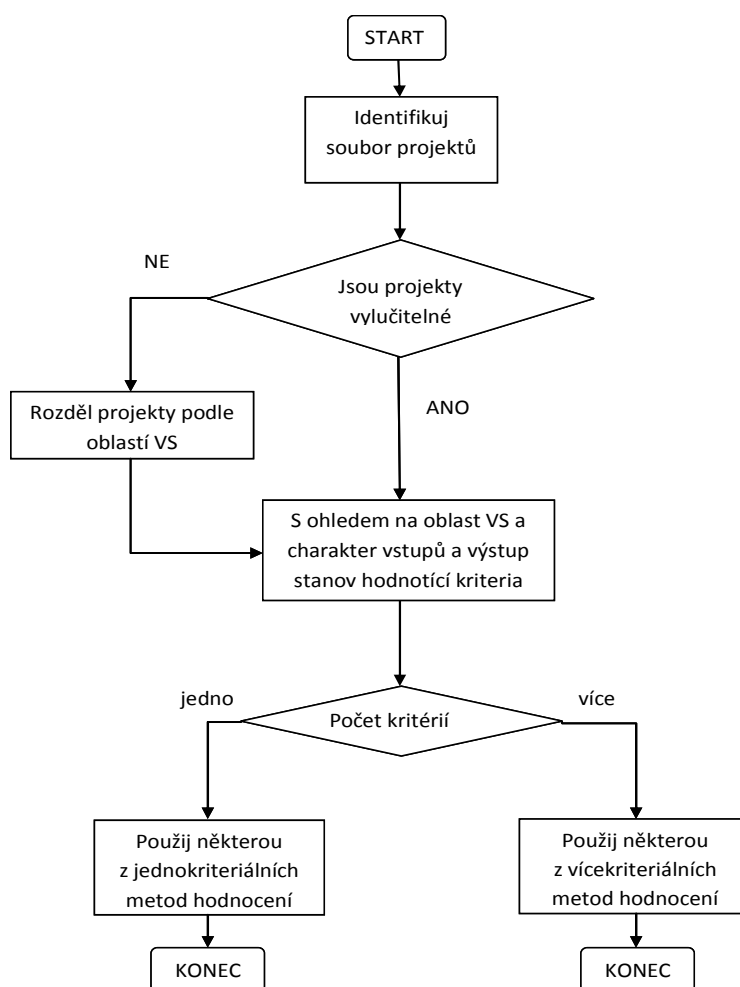 START
Identifikuj
soubor projektů
NE
Jsou projekty
vylučitelné
Rozděl projekty podle
oblastí VS
ANO
S ohledem na oblast VS a
charakter vstupů a výstup
stanov hodnotící kriteria
jedno
více
Počet kritérií
Použij některou
z jednokriteriálních
metod hodnocení
Použij některou
z vícekriteriálních
metod hodnocení
KONEC
KONEC